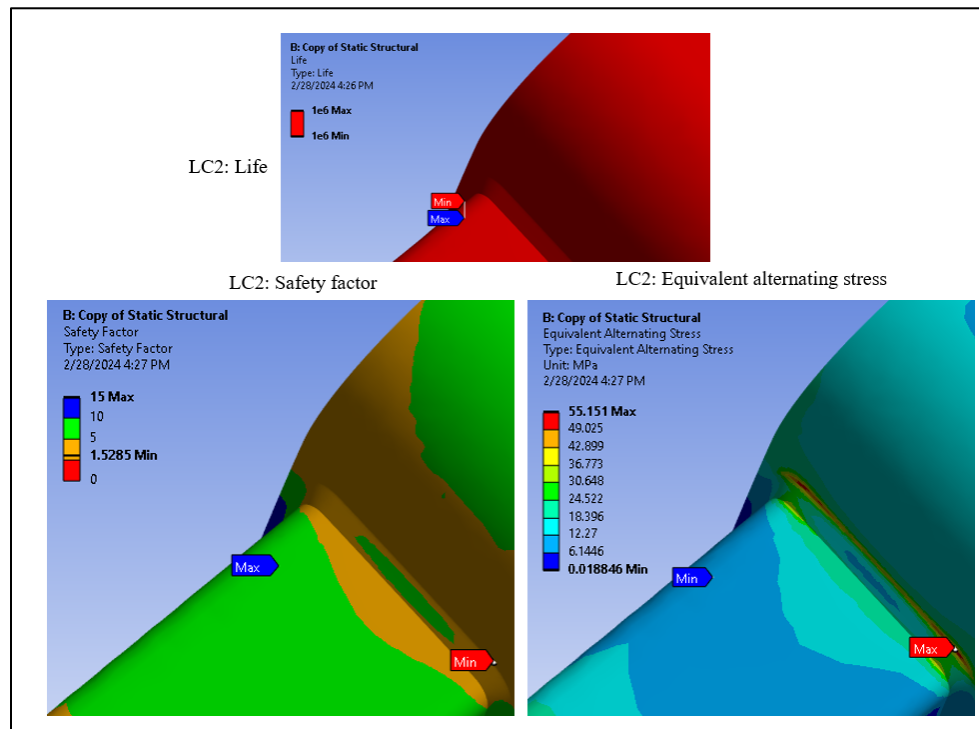 B: Copy of Static Structural
Life
Type: Life
2/28/2024 4:26 PM
1e6 Max
1e6 Min
Min
Max
LC2: Life
LC2: Safety factor
B: Copy of Static Structural
Safety Factor
Type: Safety Factor
2/28/2024 4:27 PM
15 Max
10
5
1.5285 Min
0
Max
Min
LC2: Equivalent alternating stress
B: Copy of Static Structural
Equivalent Alternating Stress
Type: Equivalent Alternating Stress
Unit: MPa
2/28/2024 4:27 PM
55.151 Max
49.025
42.899
36.773
30.648
24.522
18.396
12.27
6.1446
0.018846 Min
Min
Max